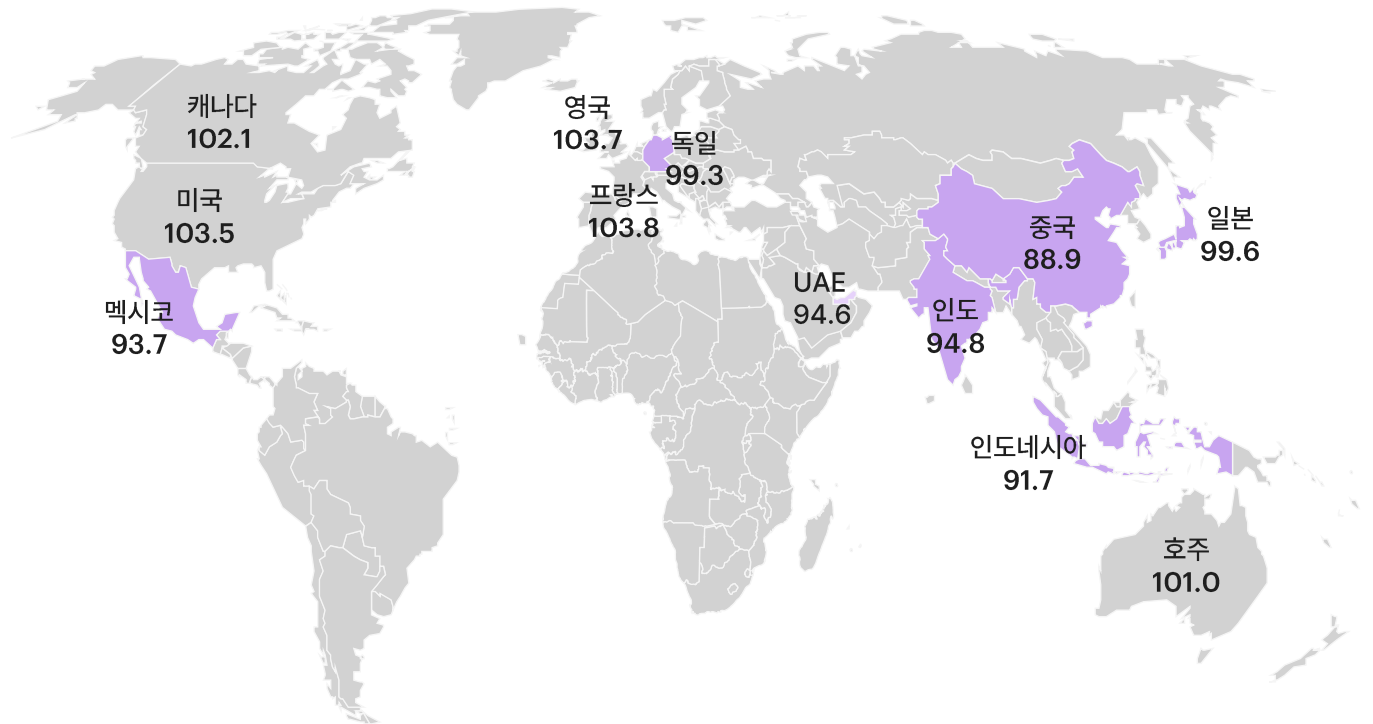 캐나다
102.1
영국
103.7
독일
99.3
미국
103.5
프랑스
103.8
일본
99.6
중국
88.9
멕시코
93.7
UAE
94.6
인도
94.8
인도네시아
91.7
호주
101.0